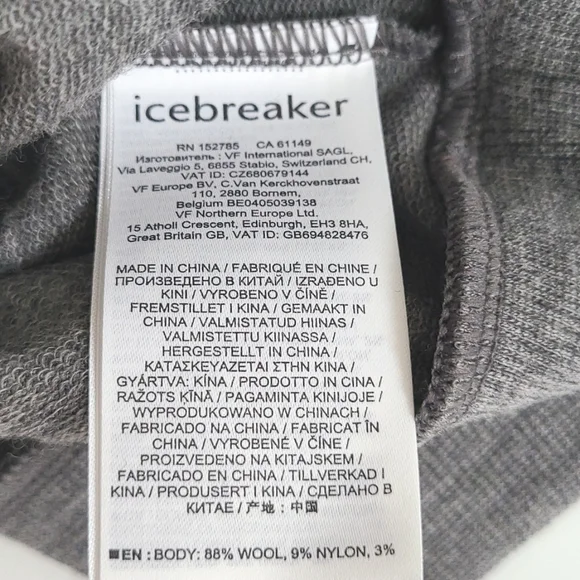 icebreaker
RN 152785 CA 61149
Изготовитель : VF International SAGL,
Via Laveggio 5, 6855 Stabio, Switzerland CH,
VAT ID: CZ680679144
VF Europe BV, C.Van Kerckhovenstraat
110, 2880 Bornem,
Belgium BE0405039138
VF Northern Europe Ltd.
15 Atholl Crescent, Edinburgh, EH3 8HA,
Great Britain GB, VAT ID: GB694828476
MADE IN CHINA / FABRIQUÉ EN CHINE /
ПРОИЗВЕДЕНО В КИТАЙ / IZRAĐENO U
KINI / VYROBENO V ČÍNĚ /
FREMSTILLET I KINA / GEMAAKT IN
CHINA / VALMISTATUD HIINAS /
VALMISTETTU KIINASSA /
HERGESTELLT IN CHINA /
ΚΑΤΑΣΚΕΥΑΖΕΤΑΙ ΣΤΗΝ ΚΙΝΑ /
GYÁRTVA: KÍNA / PRODOTTO IN CINA /
RAŽOTS ĶĪNĀ / PAGAMINTA KINIJOJE /
WYPRODUKOWANO W CHINACH /
FABRICADO NA CHINA / FABRICAT ÎN
CHINA / VYROBENÉ V ČÍNE /
PROIZVEDENO NA KITAJSKEM /
FABRICADO EN CHINA / TILLVERKAD I
KINA / PRODUSERT I KINA / СДЕЛАНО В
КИТАЕ / 产地 : 中国
EN : BODY: 88% WOOL, 9% NYLON, 3%